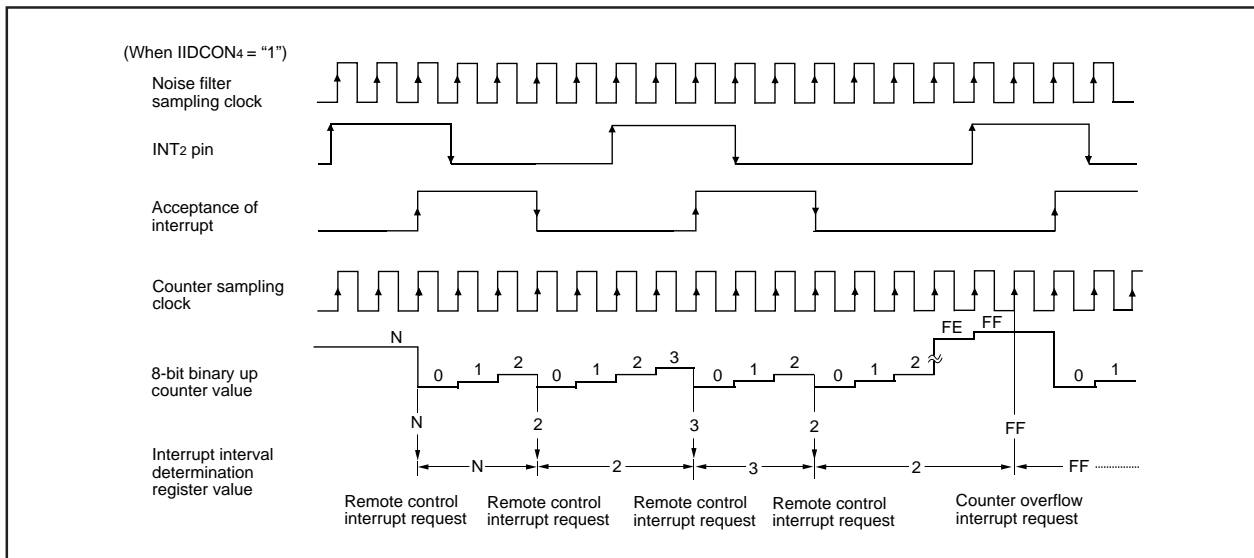 (When IIDCON4 = “1”)
Noise filter
sampling clock
INT2 pin
Acceptance of
interrupt
Counter sampling
clock
N
0 1 2 0 1 2 3 0 1 2 0 1 2 FE FF 0 1
8-bit binary up
counter value
N 2 3 2 FF
Interrupt interval
determination
register value
N 2 3 2 FF
Remote control
interrupt request
Remote control
interrupt request
Remote control
interrupt request
Remote control
interrupt request
Counter overflow
interrupt request